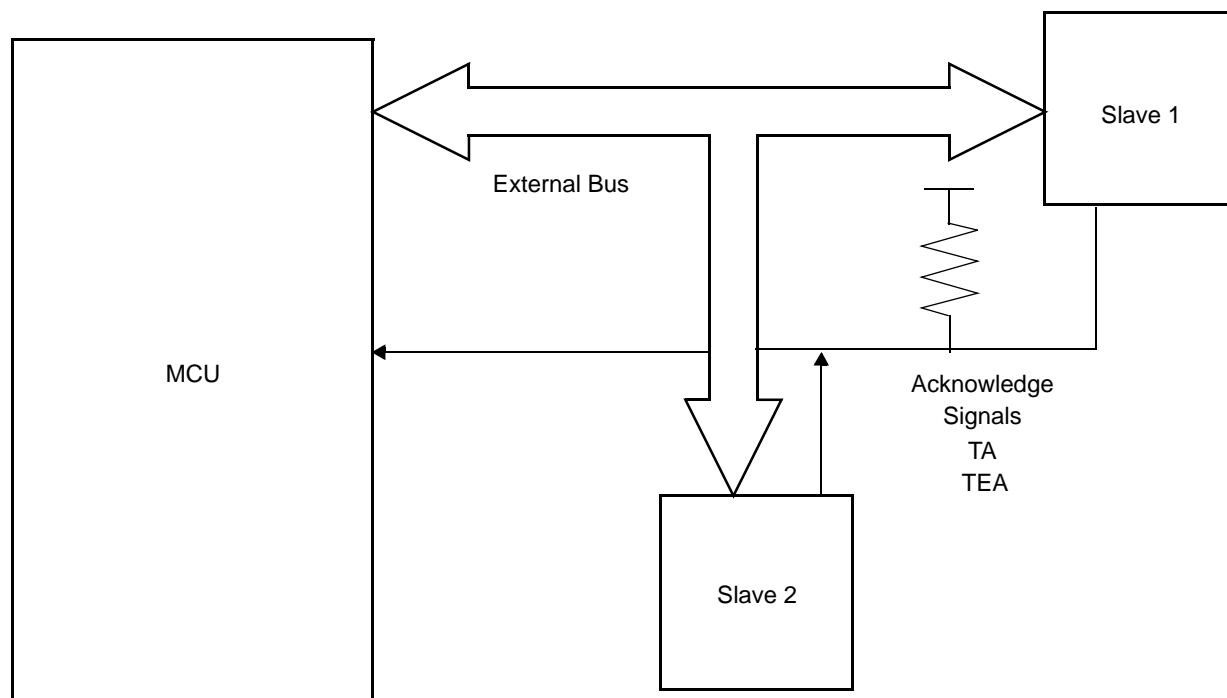 Slave 1
External Bus
MCU
Acknowledge
Signals
TA
TEA
Slave 2